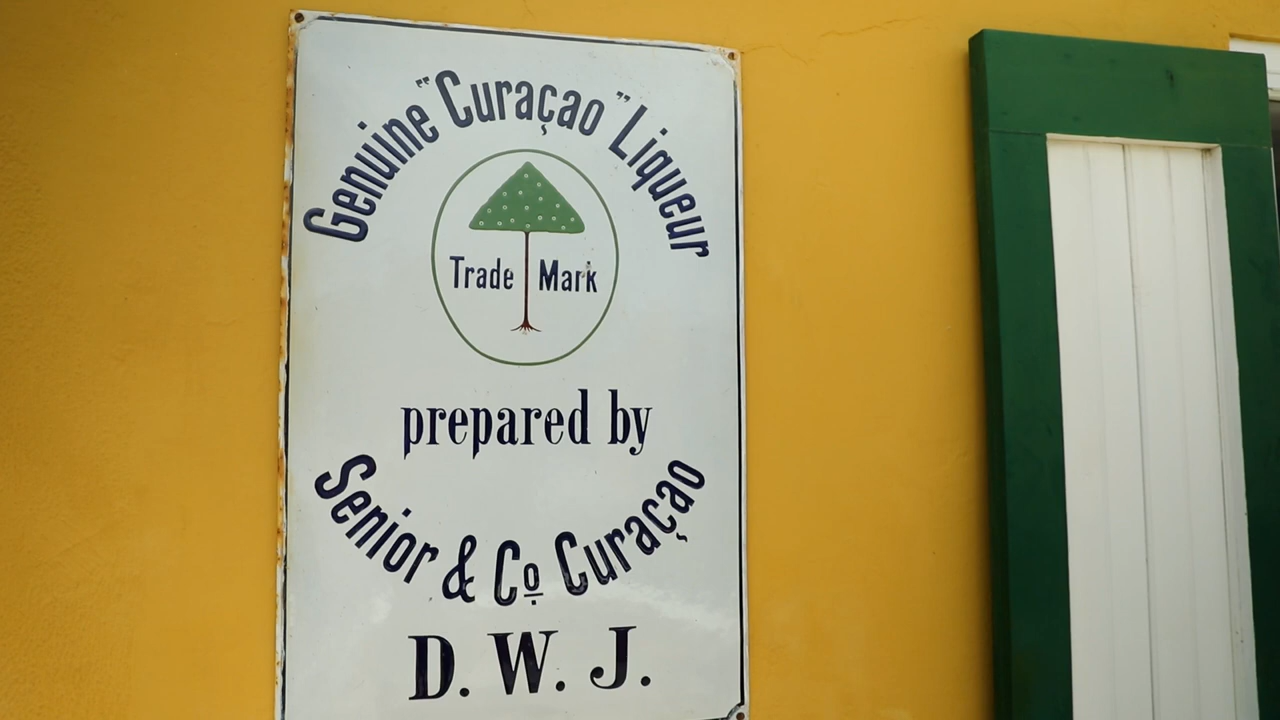 Genuine "Curaçao" Liqueur
Trade Mark
prepared by
Senior & Co Curaçao
D. W. J.